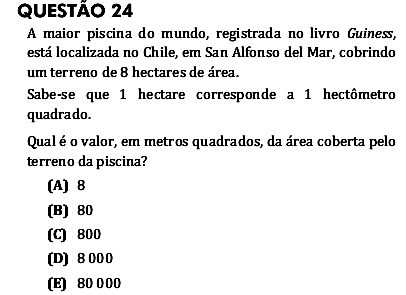 QUESTÃO 24
A maior piscina do mundo, registrada no livro Guiness,
está localizada no Chile, em San Alfonso del Mar, cobrindo
um terreno de 8 hectares de área.
Sabe-se que 1 hectare corresponde a 1 hectômetro
quadrado.
Qual é o valor, em metros quadrados, da área coberta pelo
terreno da piscina?
(A) 8
(B) 80
(C) 800
(D) 8 000
(E) 80 000